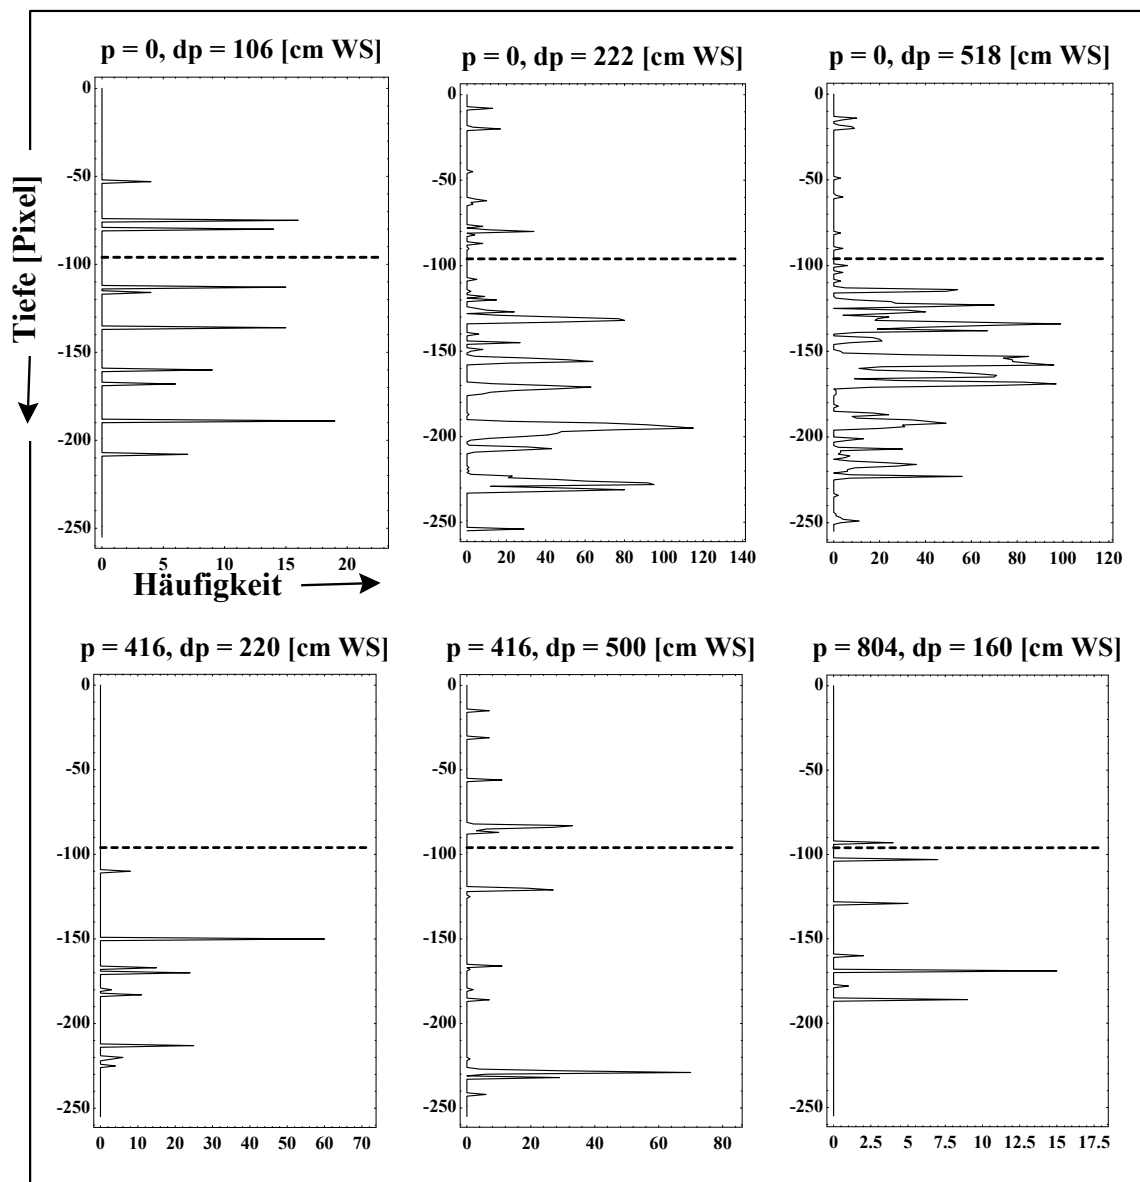 p = 0, dp = 106 [cm WS]
p = 0, dp = 222 [cm WS]
p = 0, dp = 518 [cm WS]
Tiefe [Pixel]
0
-50
-100
-150
-200
-250
0 5 10 15 20
0
-50
-100
-150
-200
-250
0 20 40 60 80 100 120 140
0
-50
-100
-150
-200
-250
0 20 40 60 80 100 120
Häufigkeit
p = 416, dp = 220 [cm WS]
p = 416, dp = 500 [cm WS]
p = 804, dp = 160 [cm WS]
0
-50
-100
-150
-200
-250
0 10 20 30 40 50 60 70
0
-50
-100
-150
-200
-250
0 20 40 60 80
0
-50
-100
-150
-200
-250
0 2.5 5 7.5 10 12.5 15 17.5